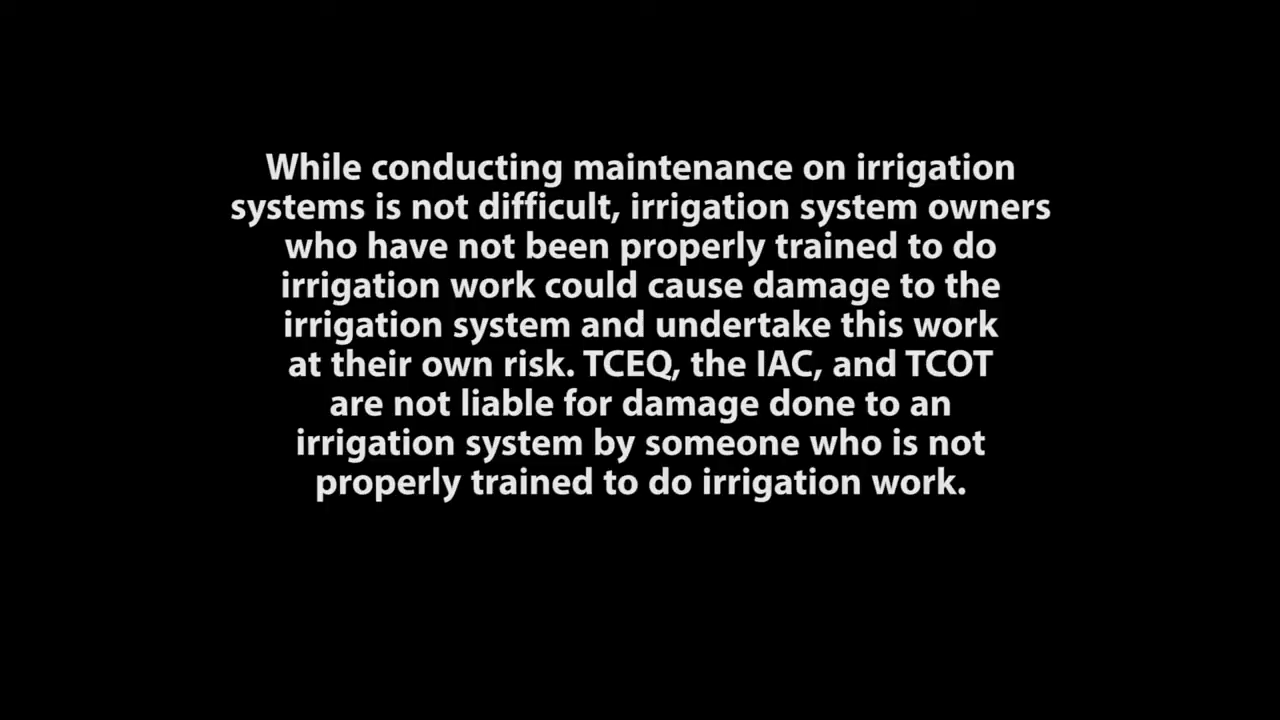 While conducting maintenance on irrigation
systems is not difficult, irrigation system owners
who have not been properly trained to do
irrigation work could cause damage to the
irrigation system and undertake this work
at their own risk. TCEQ, the IAC, and TCOT
are not liable for damage done to an
irrigation system by someone who is not
properly trained to do irrigation work.